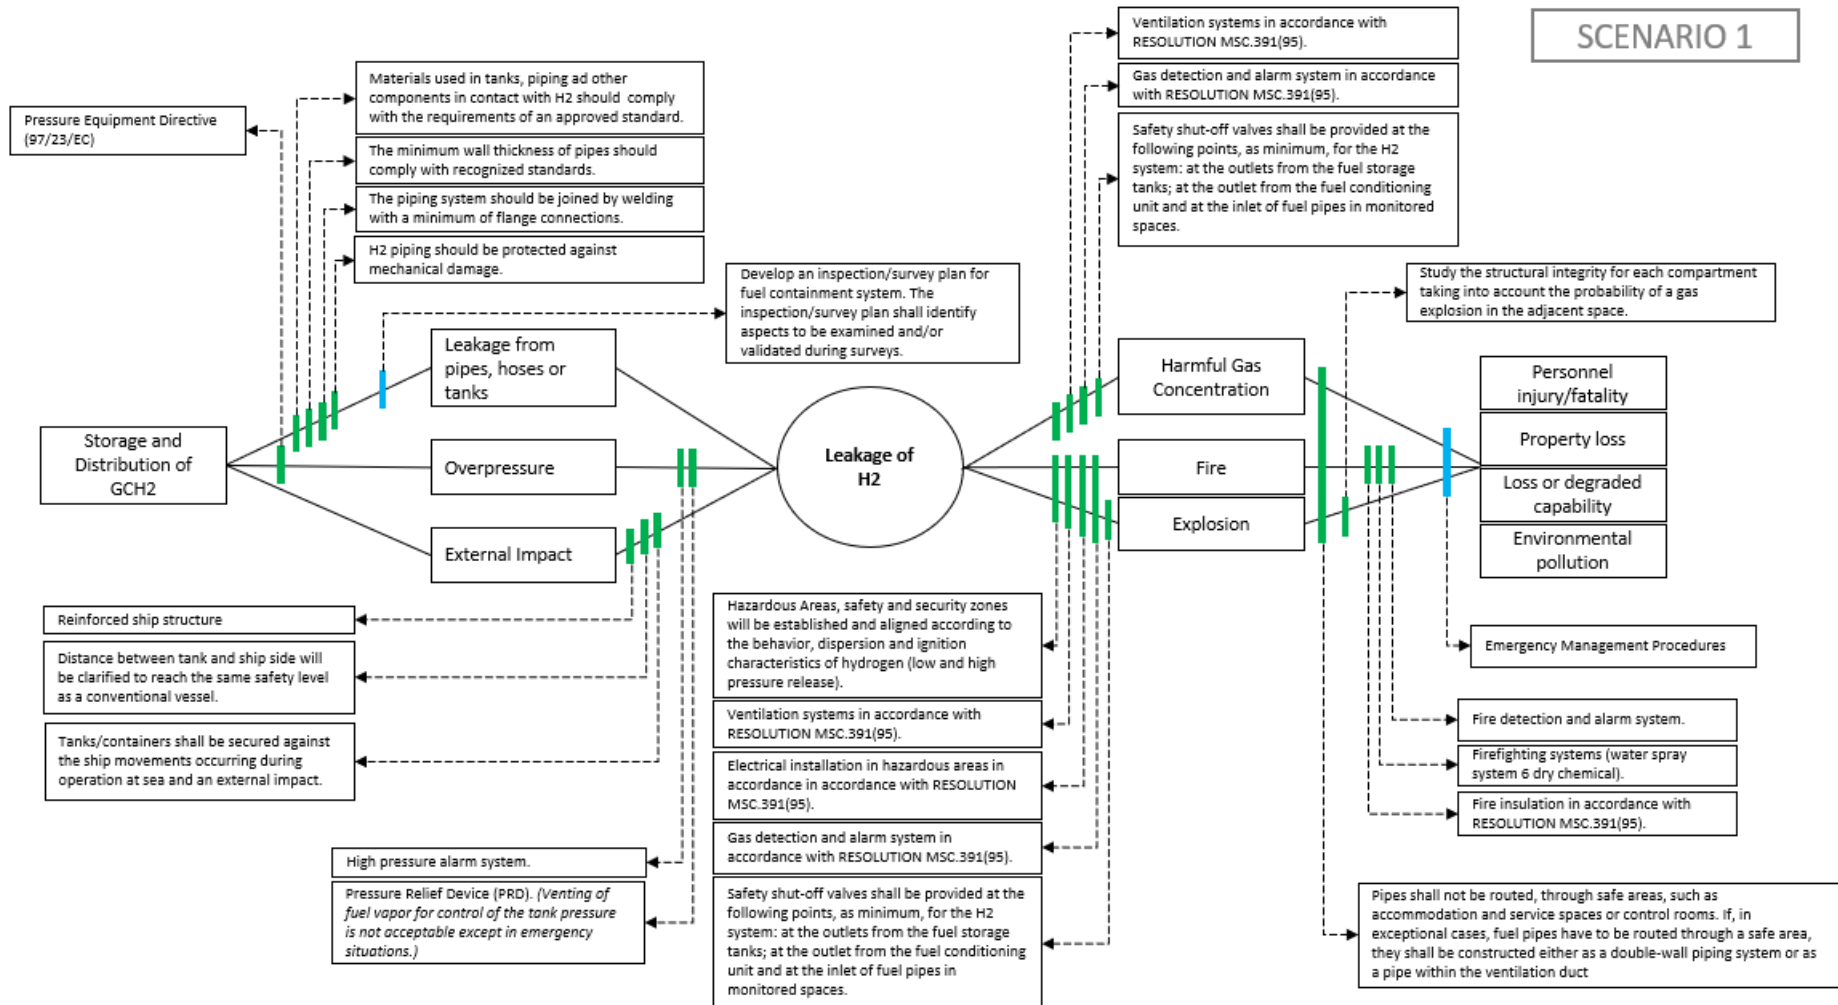 SCENARIO 1
Ventilation systems in accordance with
RESOLUTION MSC.391(95).
Gas detection and alarm system in accordance
with RESOLUTION MSC.391(95).
Safety shut-off valves shall be provided at the
following points, as minimum, for the H2
system: at the outlets from the fuel storage
tanks; at the outlet from the fuel conditioning
unit and at the inlet of fuel pipes in monitored
spaces.
Materials used in tanks, piping ad other
components in contact with H2 should comply
with the requirements of an approved standard.
Pressure Equipment Directive
(97/23/EC)
The minimum wall thickness of pipes should
comply with recognized standards.
The piping system should be joined by welding
with a minimum of flange connections.
H2 piping should be protected against
mechanical damage.
Develop an inspection/survey plan for
fuel containment system. The
inspection/survey plan shall identify
aspects to be examined and/or
validated during surveys.
Study the structural integrity for each compartment
taking into account the probability of a gas
explosion in the adjacent space.
Storage and
Distribution of
GCH2
Leakage from
pipes, hoses or
tanks
Overpressure
External Impact
Leakage of
H2
Harmful Gas
Concentration
Fire
Explosion
Personnel
injury/fatality
Property loss
Loss or degraded
capability
Environmental
pollution
Reinforced ship structure
Distance between tank and ship side will
be clarified to reach the same safety level
as a conventional vessel.
Tanks/containers shall be secured against
the ship movements occurring during
operation at sea and an external impact.
High pressure alarm system.
Pressure Relief Device (PRD). (Venting of
fuel vapor for control of the tank pressure
is not acceptable except in emergency
situations.)
Hazardous Areas, safety and security zones
will be established and aligned according to
the behavior, dispersion and ignition
characteristics of hydrogen (low and high
pressure release).
Ventilation systems in accordance with
RESOLUTION MSC.391(95).
Electrical installation in hazardous areas in
accordance in accordance with RESOLUTION
MSC.391(95).
Gas detection and alarm system in
accordance with RESOLUTION MSC.391(95).
Safety shut-off valves shall be provided at the
following points, as minimum, for the H2
system: at the outlets from the fuel storage
tanks; at the outlet from the fuel conditioning
unit and at the inlet of fuel pipes in
monitored spaces.
Emergency Management Procedures
Fire detection and alarm system.
Firefighting systems (water spray
system 6 dry chemical).
Fire insulation in accordance with
RESOLUTION MSC.391(95).
Pipes shall not be routed, through safe areas, such as
accommodation and service spaces or control rooms. If, in
exceptional cases, fuel pipes have to be routed through a safe area,
they shall be constructed either as a double-wall piping system or as
a pipe within the ventilation duct